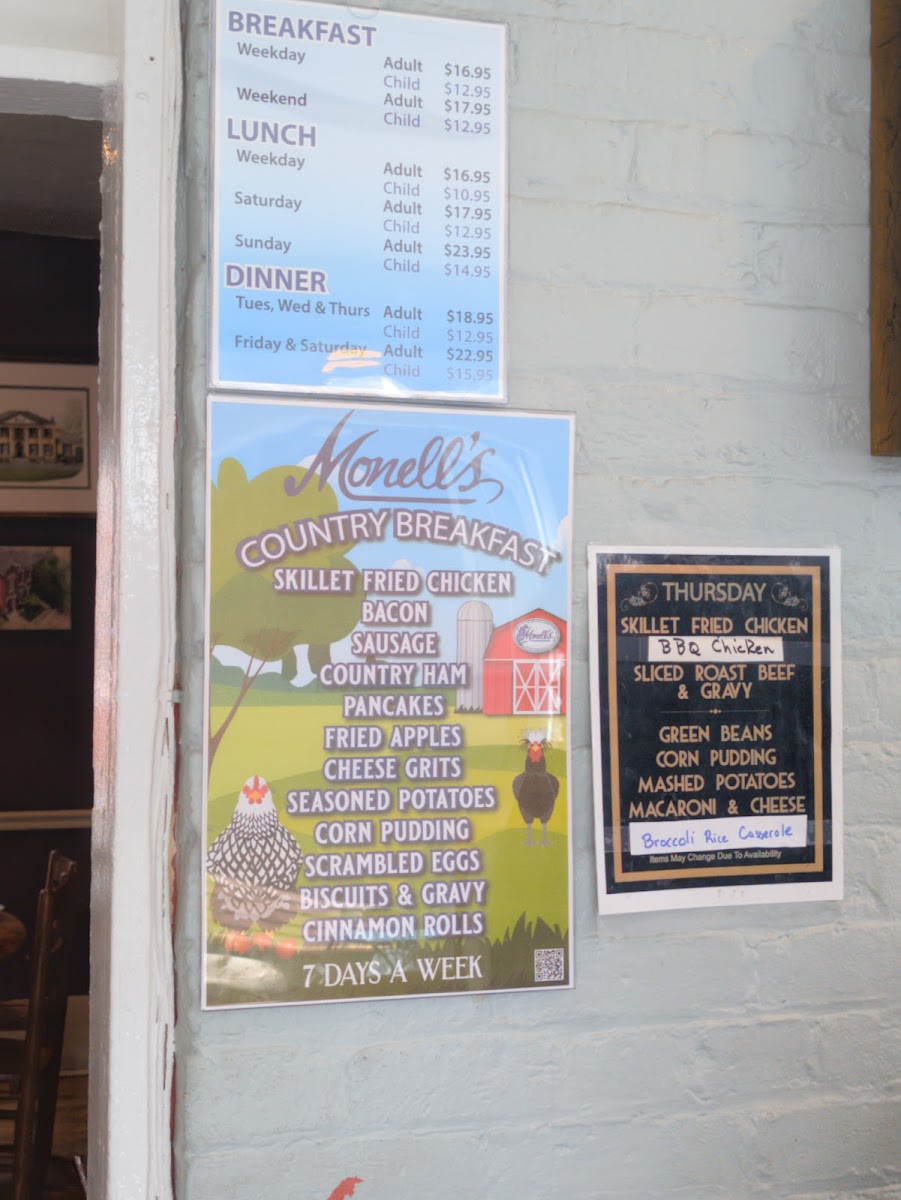 BREAKFAST
Weekday Adult $16.95
Child $12.95
Weekend Adult $17.95
Child $12.95
LUNCH
Weekday Adult $16.95
Child $10.95
Saturday Adult $17.95
Child $12.95
Sunday Adult $23.95
Child $14.95
DINNER
Tues, Wed & Thurs Adult $18.95
Child $12.95
Friday & Saturday Adult $22.95
Child $15.95
Monell's
COUNTRY BREAKFAST
SKILLET FRIED CHICKEN
BACON
SAUSAGE
COUNTRY HAM
PANCAKES
FRIED APPLES
CHEESE GRITS
SEASONED POTATOES
CORN PUDDING
SCRAMBLED EGGS
BISCUITS & GRAVY
CINNAMON ROLLS
7 DAYS A WEEK
Monell's
THURSDAY
SKILLET FRIED CHICKEN
BBQ Chicken
SLICED ROAST BEEF
& GRAVY
GREEN BEANS
CORN PUDDING
MASHED POTATOES
MACARONI & CHEESE
Broccoli Rice Casserole
Items May Change Due To Availability